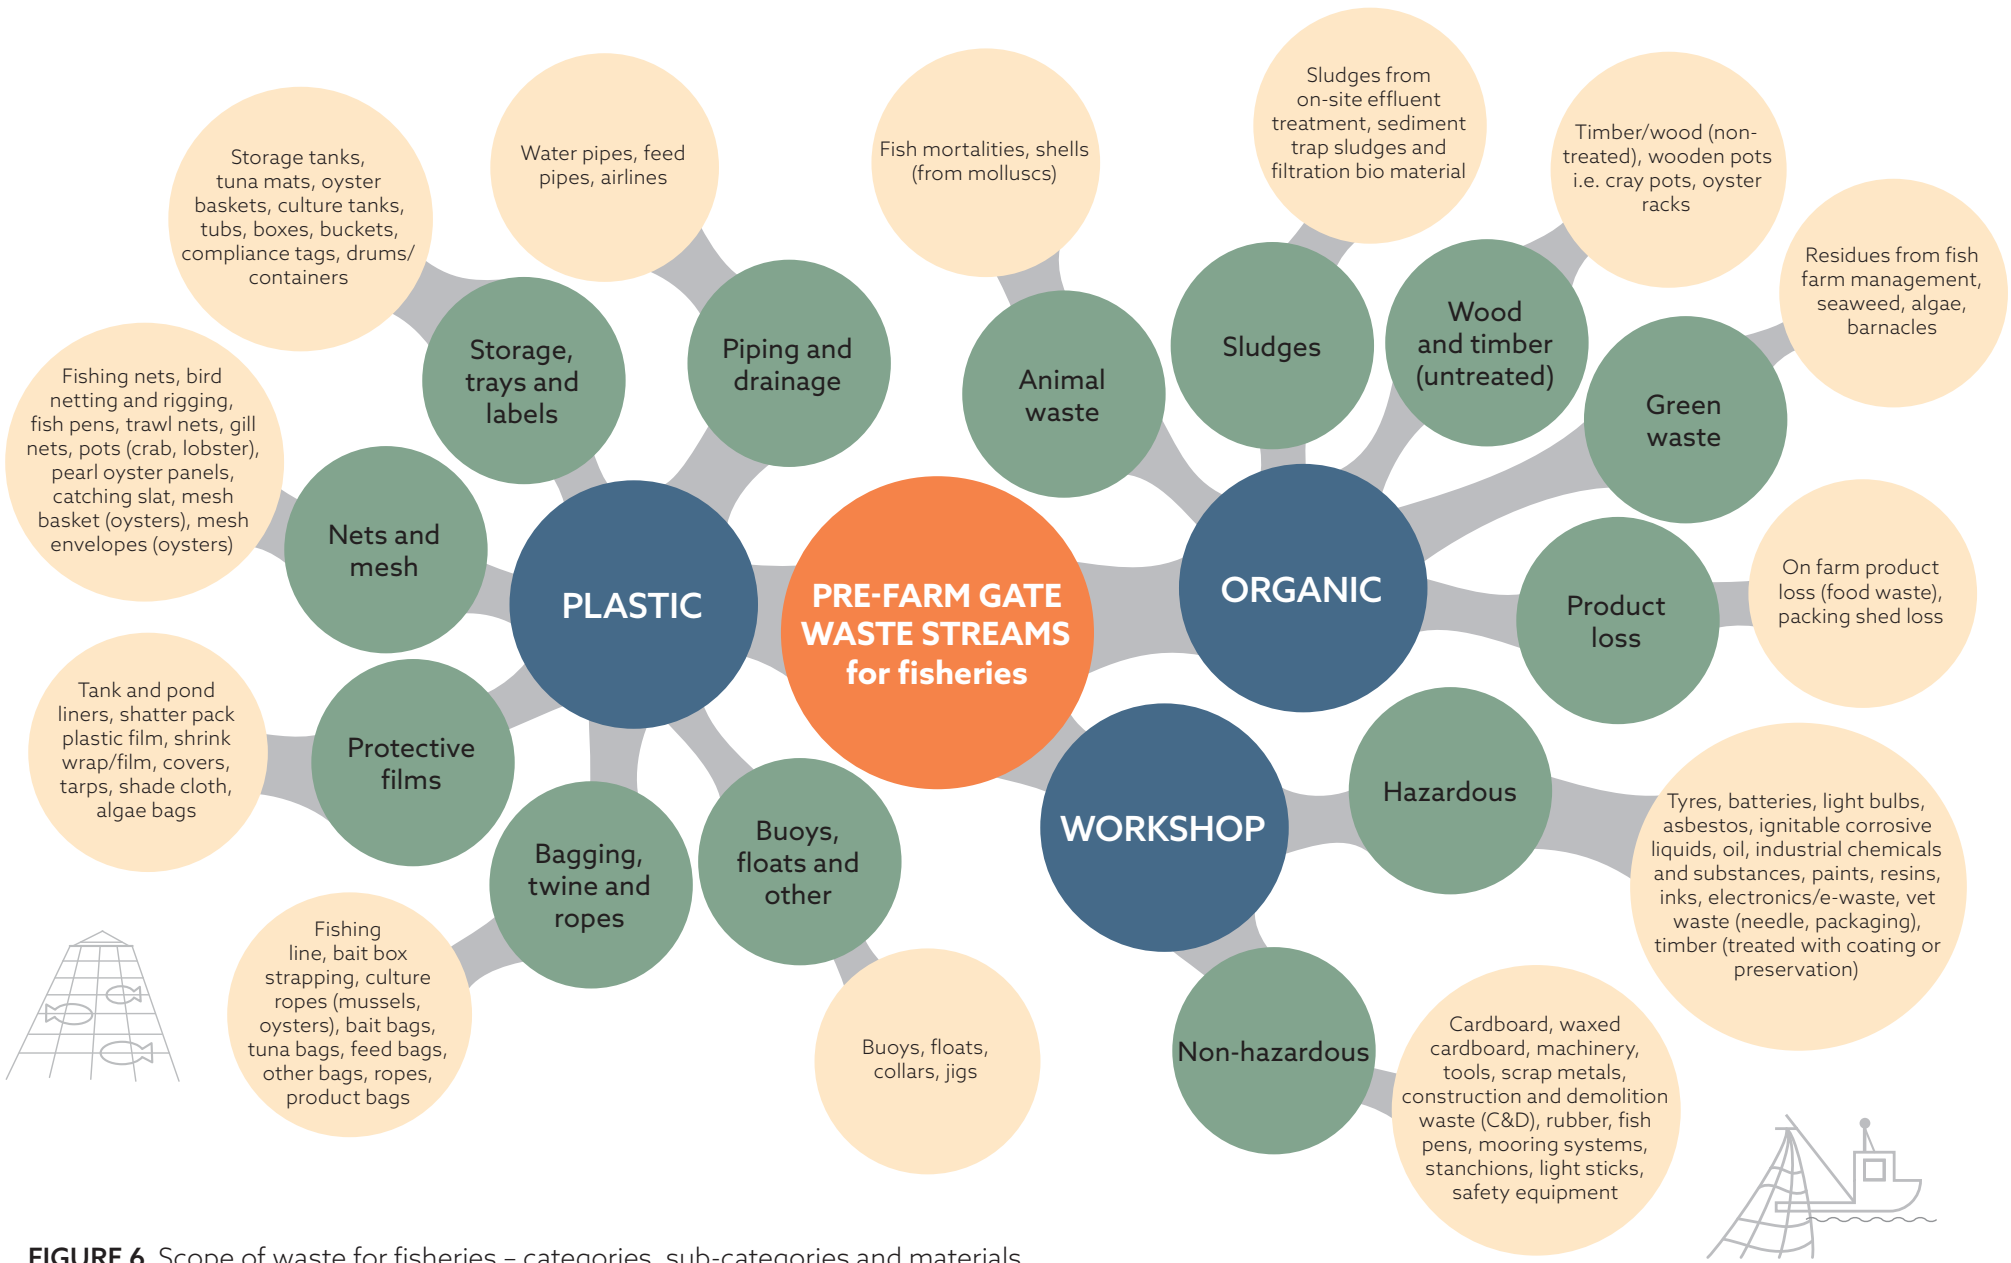 Storage tanks,
tuna mats, oyster
baskets, culture tanks,
tubs, boxes, buckets,
compliance tags, drums/
containers
Water pipes, feed
pipes, airlines
Fish mortalities, shells
(from molluscs)
Sludges from
on-site effluent
treatment, sediment
trap sludges and
filtration bio material
Timber/wood (non-
treated), wooden pots
i.e. cray pots, oyster
racks
Residues from fish
farm management,
seaweed, algae,
barnacles
Storage,
trays and
labels
Piping and
drainage
Animal
waste
Sludges
Wood
and timber
(untreated)
Green
waste
Fishing nets, bird
netting and rigging,
fish pens, trawl nets, gill
nets, pots (crab, lobster),
pearl oyster panels,
catching slat, mesh
basket (oysters), mesh
envelopes (oysters)
Nets and
mesh
PLASTIC
PRE-FARM GATE
WASTE STREAMS
for fisheries
ORGANIC
Product
loss
On farm product
loss (food waste),
packing shed loss
Tank and pond
liners, shatter pack
plastic film, shrink
wrap/film, covers,
tarps, shade cloth,
algae bags
Protective
films
Bagging,
twine and
ropes
Buoys,
floats and
other
WORKSHOP
Hazardous
Tyres, batteries, light bulbs,
asbestos, ignitable corrosive
liquids, oil, industrial chemicals
and substances, paints, resins,
inks, electronics/e-waste, vet
waste (needle, packaging),
timber (treated with coating or
preservation)
Fishing
line, bait box
strapping, culture
ropes (mussels,
oysters), bait bags,
tuna bags, feed bags,
other bags, ropes,
product bags
Buoys, floats,
collars, jigs
Non-hazardous
Cardboard, waxed
cardboard, machinery,
tools, scrap metals,
construction and demolition
waste (C&D), rubber, fish
pens, mooring systems,
stanchions, light sticks,
safety equipment
FIGURE 6 Scope of waste for fisheries – categories, sub-categories and materials